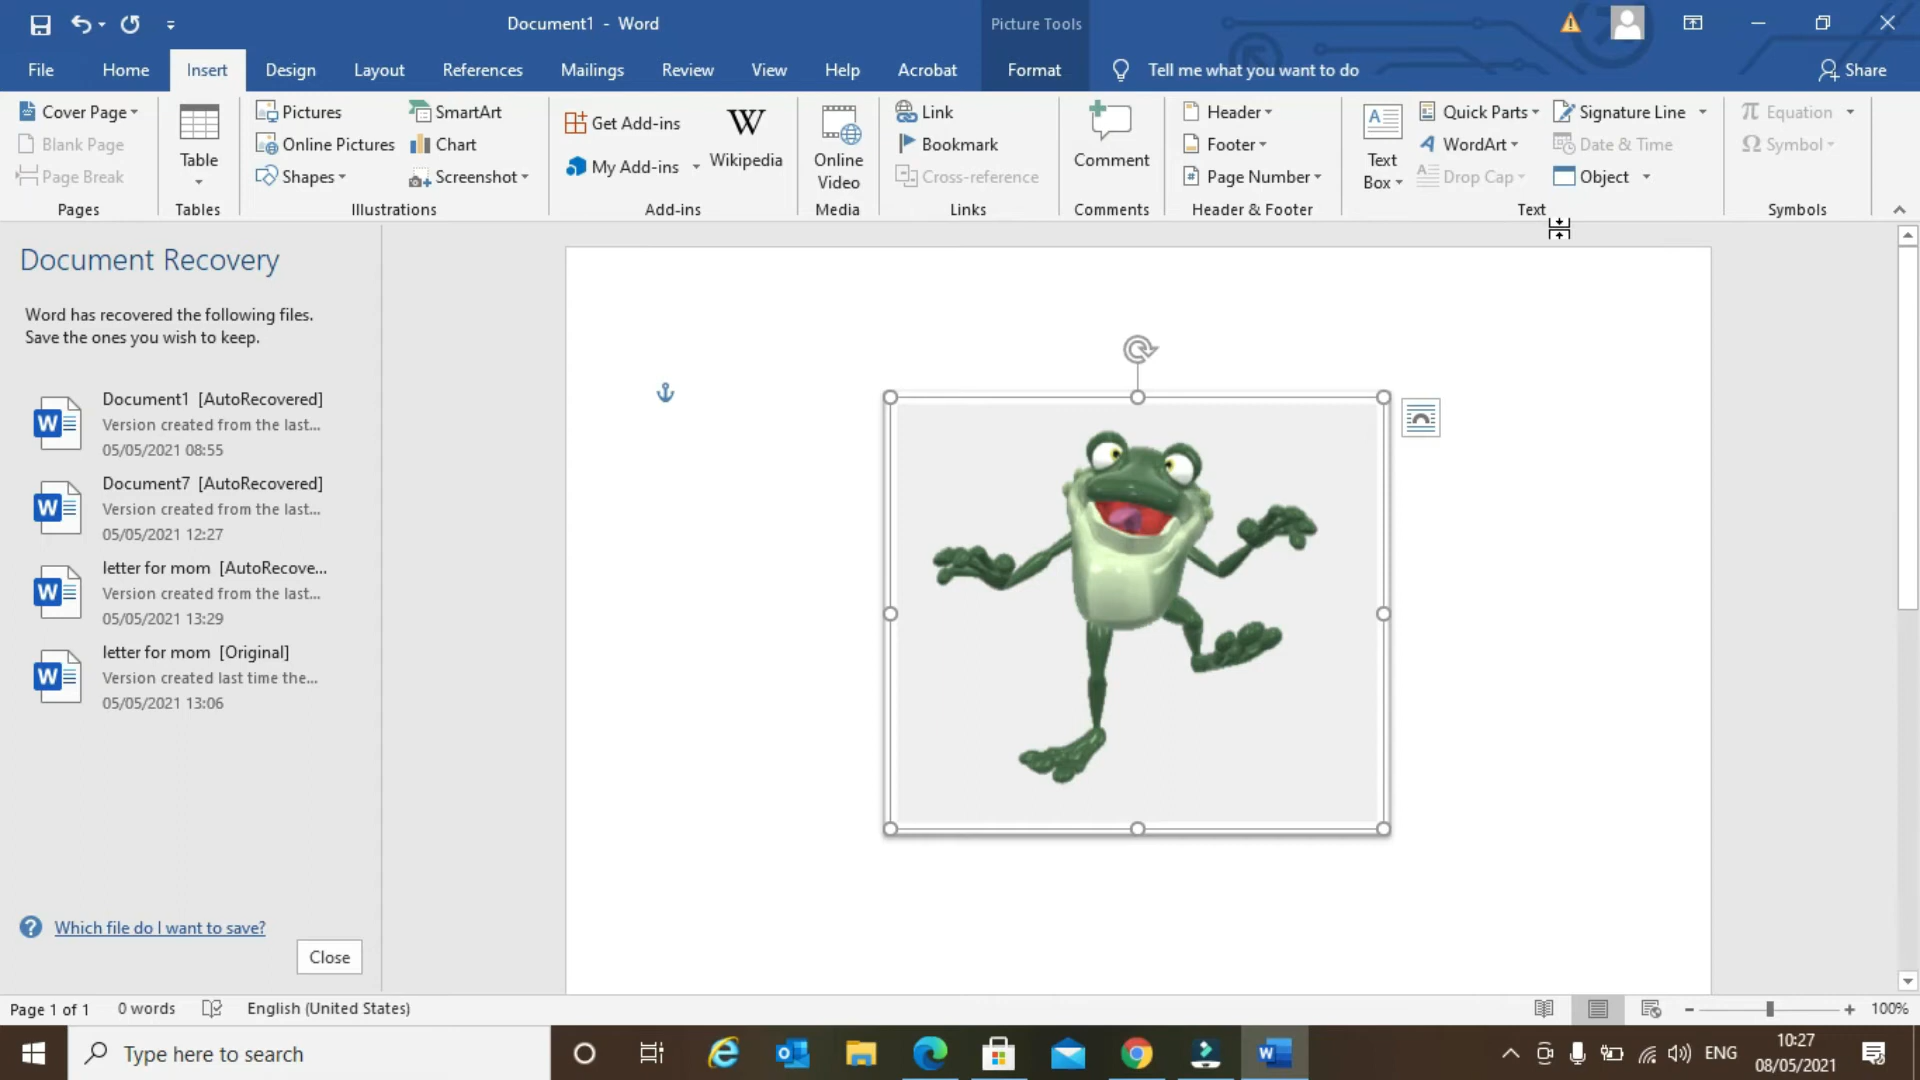 Document1 - Word
Picture Tools
File Home Insert Design Layout References Mailings Review View Help Acrobat Format Tell me what you want to do Share
Cover Page
Blank Page
Page Break
Pages
Table
Tables
Pictures
Online Pictures
Shapes
SmartArt
Chart
Screenshot
Illustrations
Get Add-ins
My Add-ins
W
Wikipedia
Add-ins
Online
Video
Media
Link
Bookmark
Cross-reference
Links
Comment
Comments
Header
Footer
Page Number
Header & Footer
Text
Box
Quick Parts
WordArt
Drop Cap
Signature Line
Date & Time
Object
Text
Equation
Symbol
Symbols
Document Recovery
Word has recovered the following files.
Save the ones you wish to keep.
Document1 [AutoRecovered]
Version created from the last...
05/05/2021 08:55
Document7 [AutoRecovered]
Version created from the last...
05/05/2021 12:27
letter for mom [AutoRecove...
Version created from the last...
05/05/2021 13:29
letter for mom [Original]
Version created last time the...
05/05/2021 13:06
Which file do I want to save?
Close
Page 1 of 1 0 words English (United States) 100%
Type here to search
ENG
10:27
08/05/2021